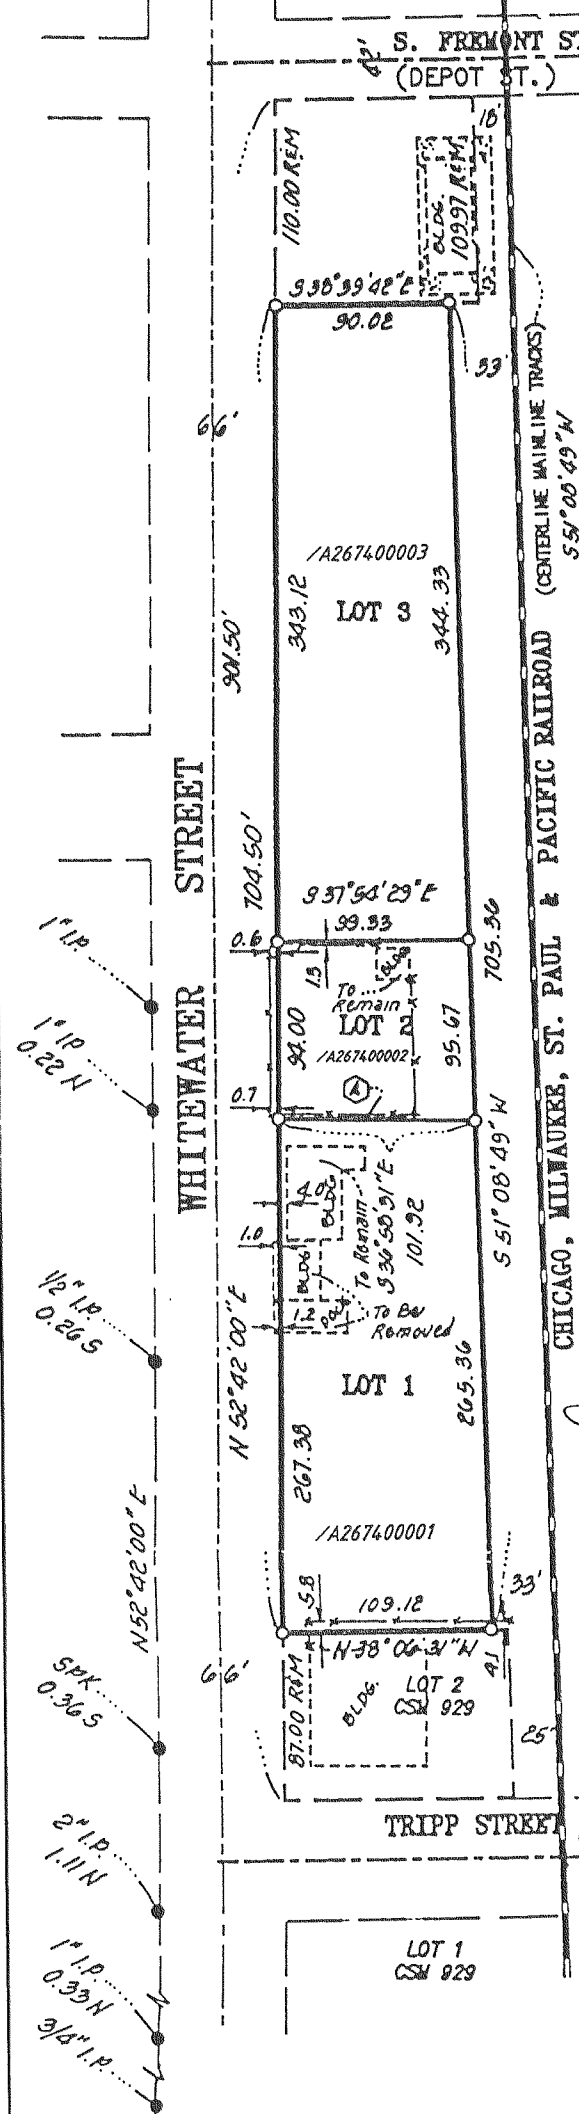 42'
S. FREMONT ST
(DEPOT ST.)
18'
110.00 R&M
BLDG.
109.97 R&M
S 38°39'42" E
90.02
33'
66'
(CENTERLINE MAINLINE TRACKS)
S 51°08'49" W
/A267400003
LOT 3
343.12
344.33
901.50'
704.50'
WHITEWATER STREET
CHICAGO, MILWAUKEE, ST. PAUL & PACIFIC RAILROAD
S 37°54'29" E
99.33
0.6
1.3
BLDG
To
Remain
705.36
1" I.P.
LOT 2
94.00
95.67
/A267400002
1" I.P.
0.22 N
0.7
A
S 51°08'49" W
4.0
BLDG
To Remain
S 36°58'31" E
101.92
1.0
BLDG
1.2
To Be
Removed
1/2" I.P.
0.26 S
N 52°42'00" E
LOT 1
265.36
267.38
/A267400001
N 52°42'00" E
5.8
109.12
33'
N 38°06'31" W
4.1
66'
87.00 R&M
BLDG.
LOT 2
CSM 929
SPK.
0.36 S
25'
TRIPP STREET
2" I.P.
1.11 N
LOT 1
CSM 929
1" I.P.
0.33 N
3/4" I.P.